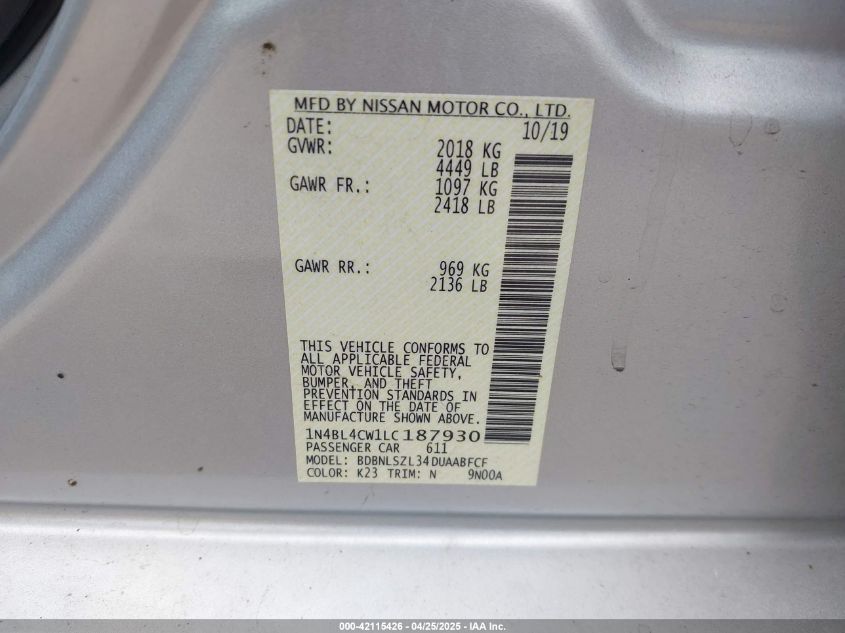 MFD BY NISSAN MOTOR CO., LTD.
DATE: 10/19
GVWR: 2018 KG
4449 LB
GAWR FR.: 1097 KG
2418 LB
GAWR RR.: 969 KG
2136 LB
THIS VEHICLE CONFORMS TO
ALL APPLICABLE FEDERAL
MOTOR VEHICLE SAFETY,
BUMPER, AND THEFT
PREVENTION STANDARDS IN
EFFECT ON THE DATE OF
MANUFACTURE SHOWN ABOVE.
1N4BL4CW1LC187930
PASSENGER CAR 611
MODEL: BDBNLSZL34DUAABFCF
COLOR: K23 TRIM: N 9N00A
000-42115426 - 04/25/2025 - IAA Inc.